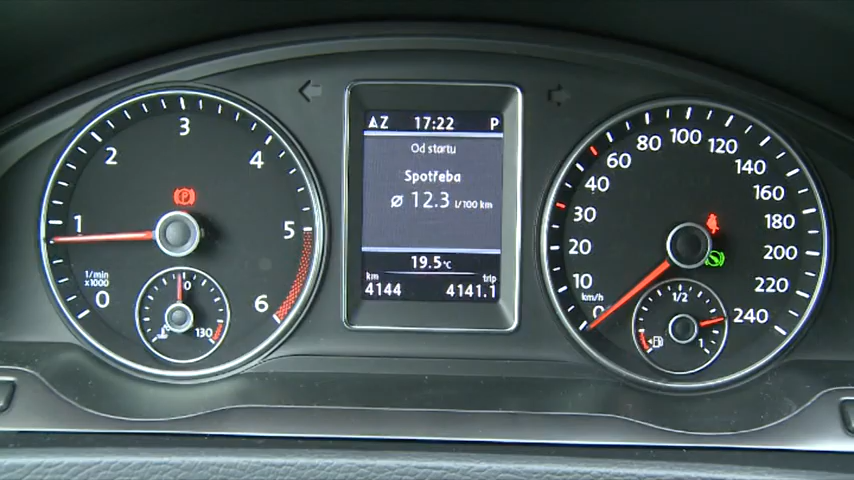 1/min
x1000
0
1
2
3
4
5
6
P
0
130
Z 17:22 P
Od startu
Spotřeba
ø 12.3 l/100 km
19.5°C
km trip
4144 4141.1
km/h
0
10
20
30
40
60
80
100
120
140
160
180
200
220
240
1/2
1